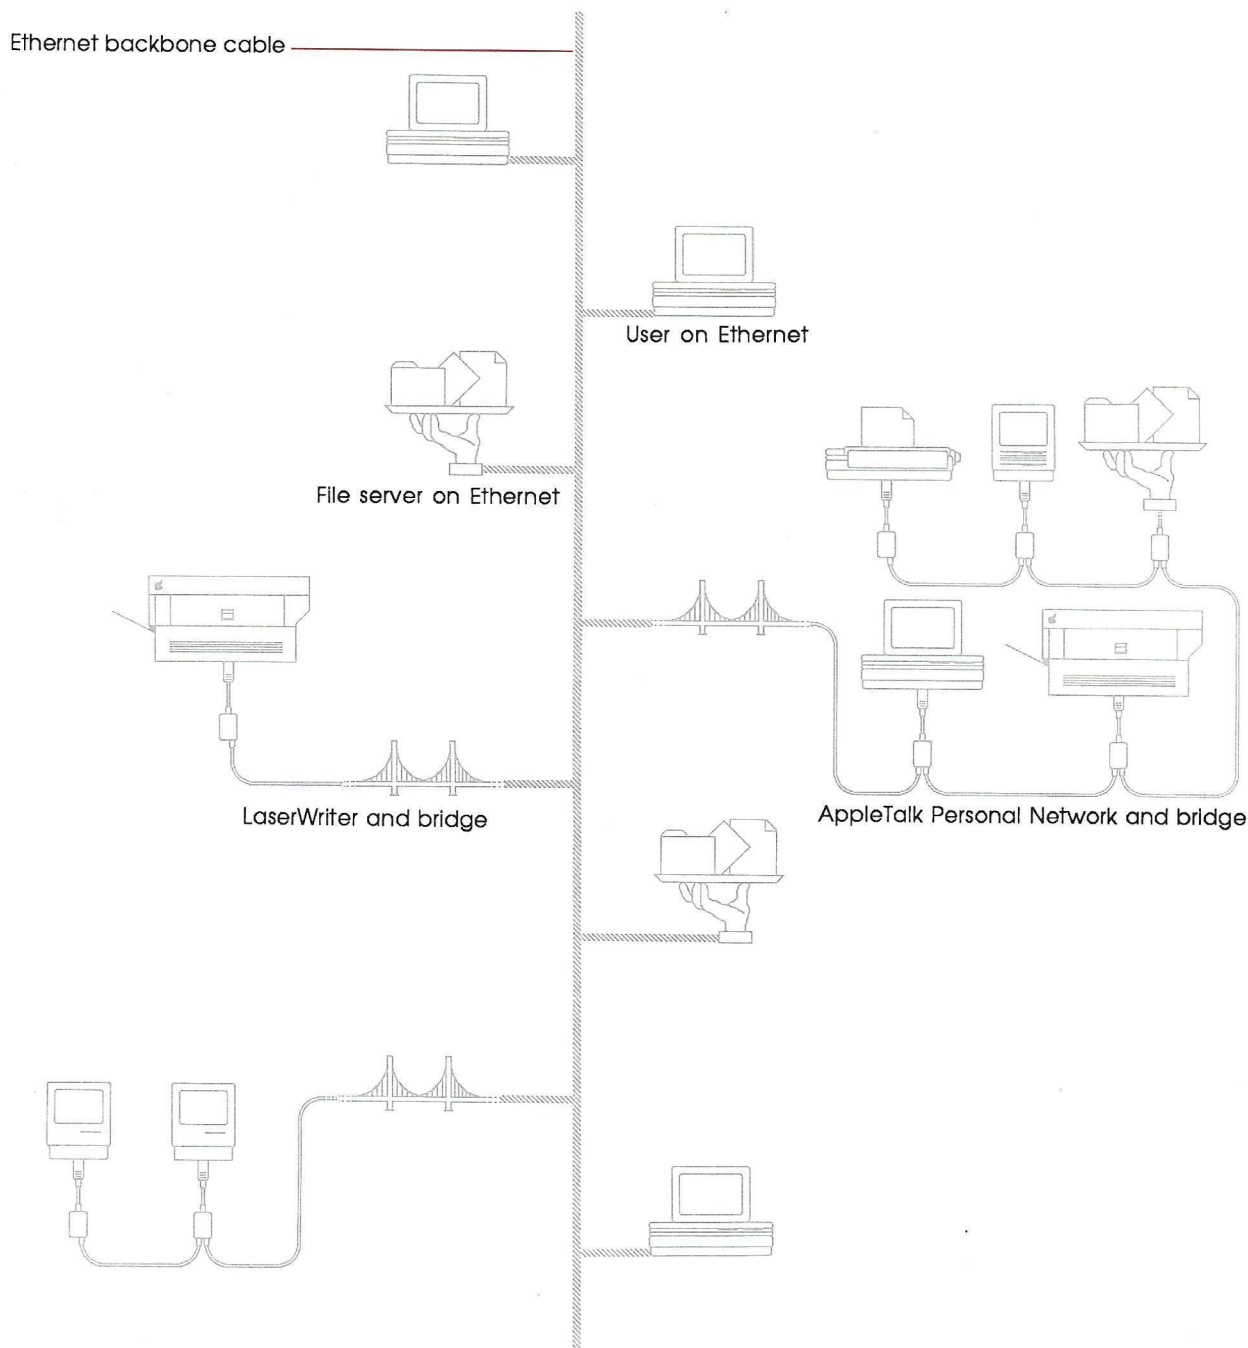 Ethernet backbone cable
User on Ethernet
File server on Ethernet
LaserWriter and bridge
AppleTalk Personal Network and bridge